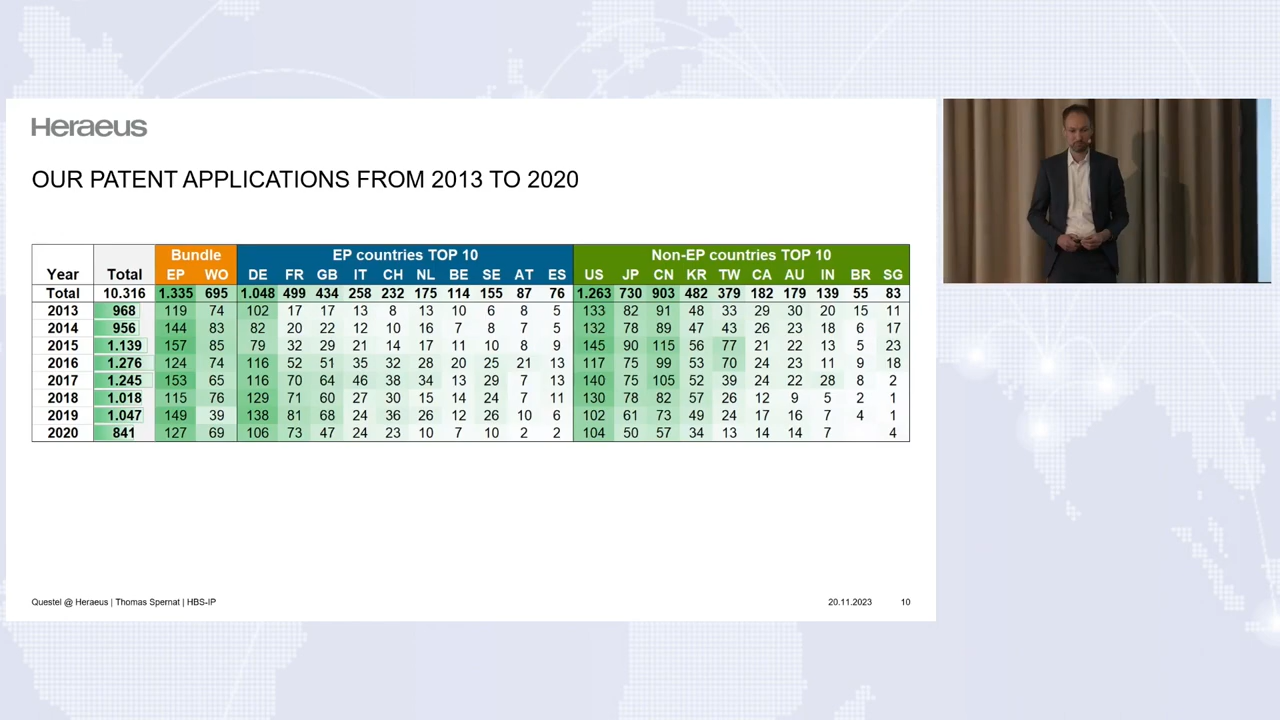 Heraeus
OUR PATENT APPLICATIONS FROM 2013 TO 2020
Bundle EP countries TOP 10 Non-EP countries TOP 10
Year Total EP WO DE FR GB IT CH NL BE SE AT ES US JP CN KR TW CA AU IN BR SG
Total 10.316 1.335 695 1.048 499 434 258 232 175 114 155 87 76 1.263 730 903 482 379 182 179 139 55 83
2013 968 119 74 102 17 17 13 8 13 10 6 8 5 133 82 91 48 33 29 30 20 15 11
2014 956 144 83 82 20 22 12 10 16 7 8 7 5 132 78 89 47 43 26 23 18 6 17
2015 1.139 157 85 79 32 29 21 14 17 11 10 8 9 145 90 115 56 77 21 22 13 5 23
2016 1.276 124 74 116 52 51 35 32 28 20 25 21 13 117 75 99 53 70 24 23 11 9 18
2017 1.245 153 65 116 70 64 46 38 34 13 29 7 13 140 75 105 52 39 24 22 28 8 2
2018 1.018 115 76 129 71 60 27 30 15 14 24 7 11 130 78 82 57 26 12 9 5 2 1
2019 1.047 149 39 138 81 68 24 36 26 12 26 10 6 102 61 73 49 24 17 16 7 4 1
2020 841 127 69 106 73 47 24 23 10 7 10 2 2 104 50 57 34 13 14 14 7 4
Questel @ Heraeus | Thomas Spernat | HBS-IP 20.11.2023 10